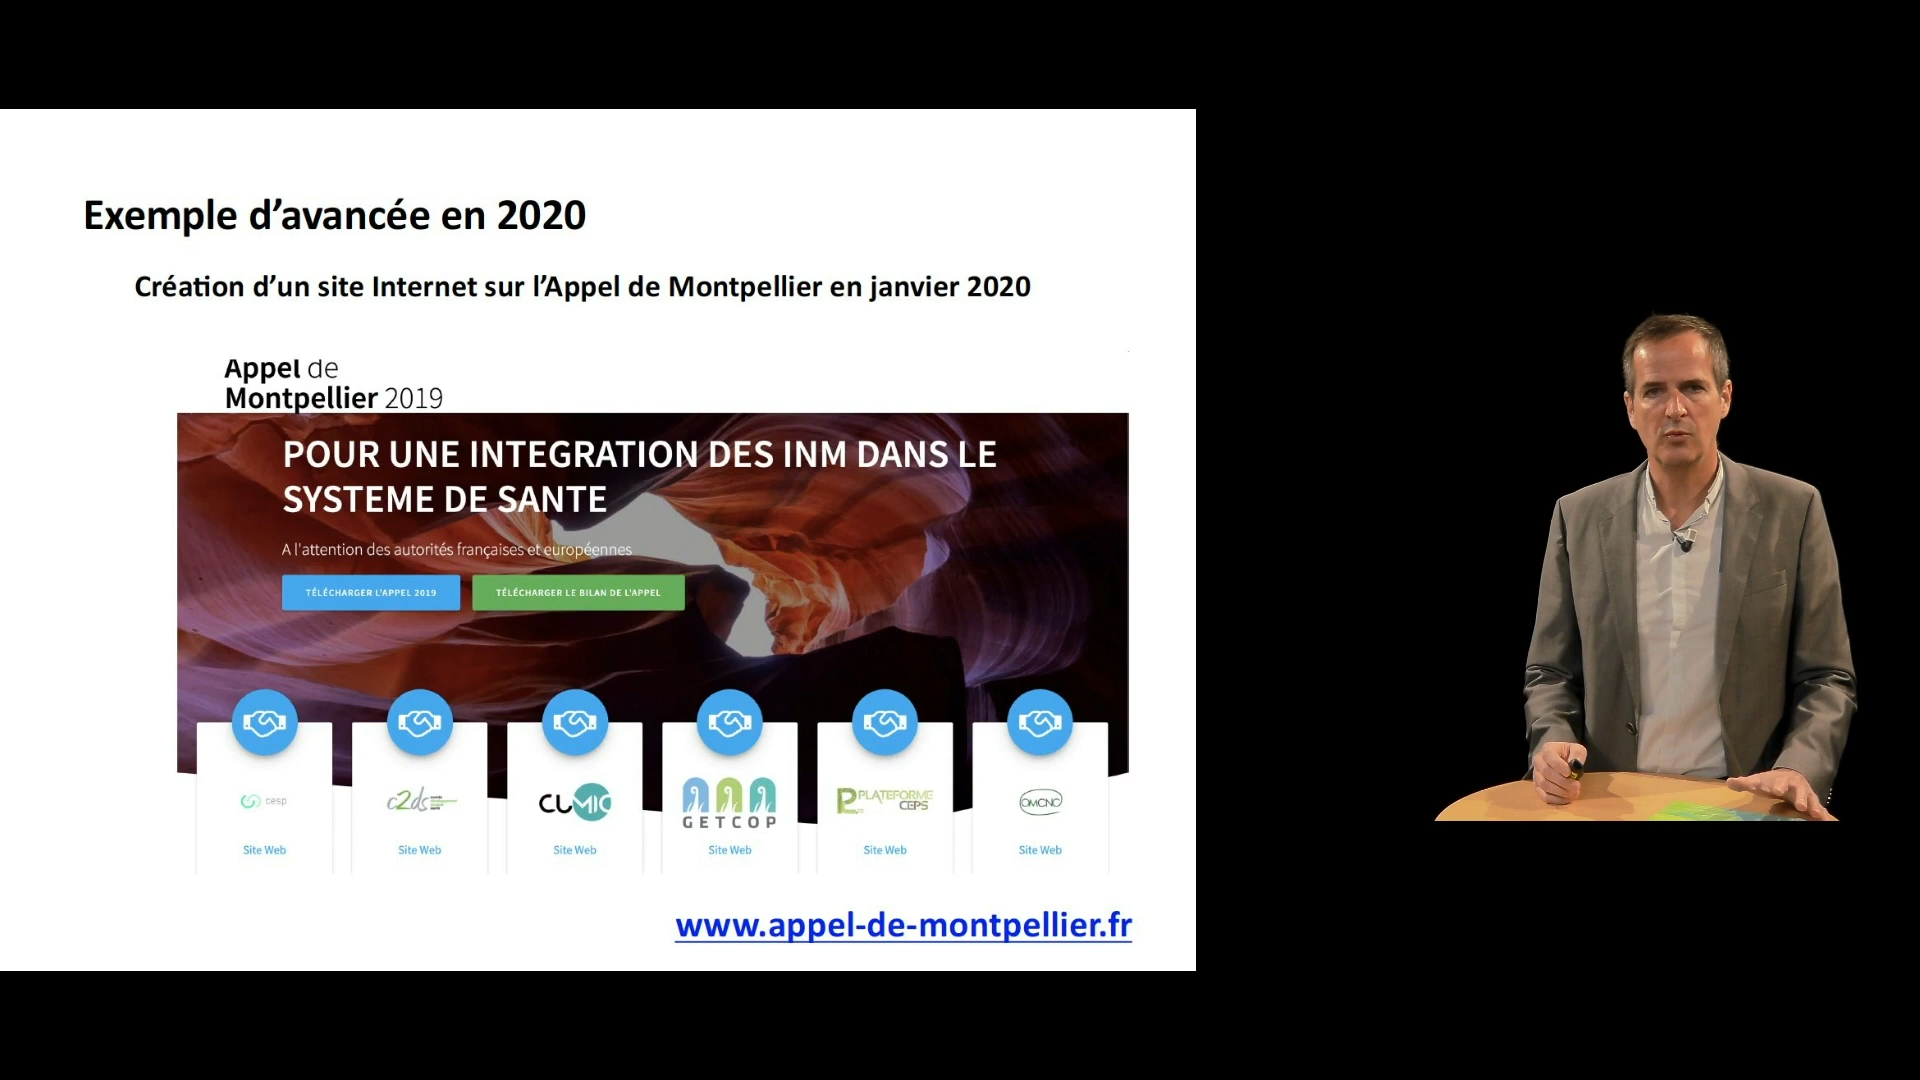 Exemple d’avancée en 2020
Création d’un site Internet sur l’Appel de Montpellier en janvier 2020
Appel de
Montpellier 2019
POUR UNE INTEGRATION DES INM DANS LE
SYSTEME DE SANTE
A l'attention des autorités françaises et européennes
TÉLÉCHARGER L'APPEL 2019
TÉLÉCHARGER LE BILAN DE L'APPEL
cesp
c2ds
CUMIC
GETCOP
PLATEFORME
CEPS
OMCNC
Site Web
Site Web
Site Web
Site Web
Site Web
Site Web
www.appel-de-montpellier.fr